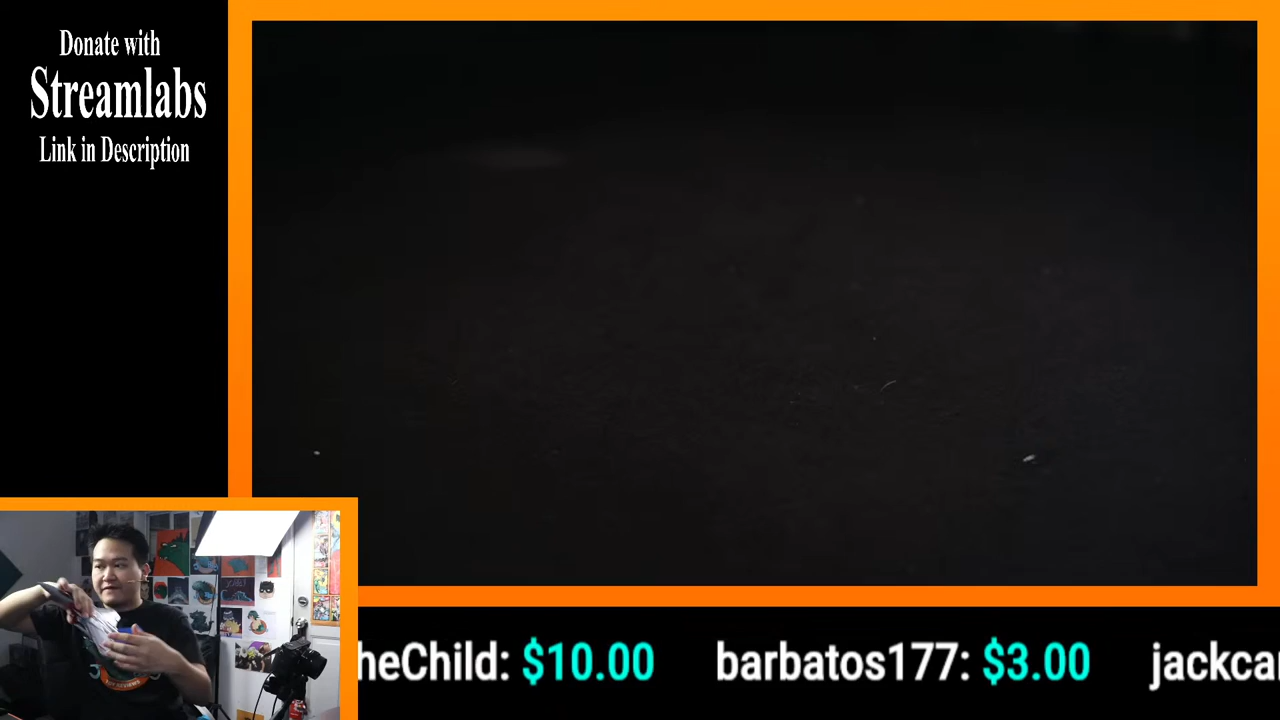 Donate with
Streamlabs
Link in Description
heChild: $10.00 barbatos177: $3.00 jackca